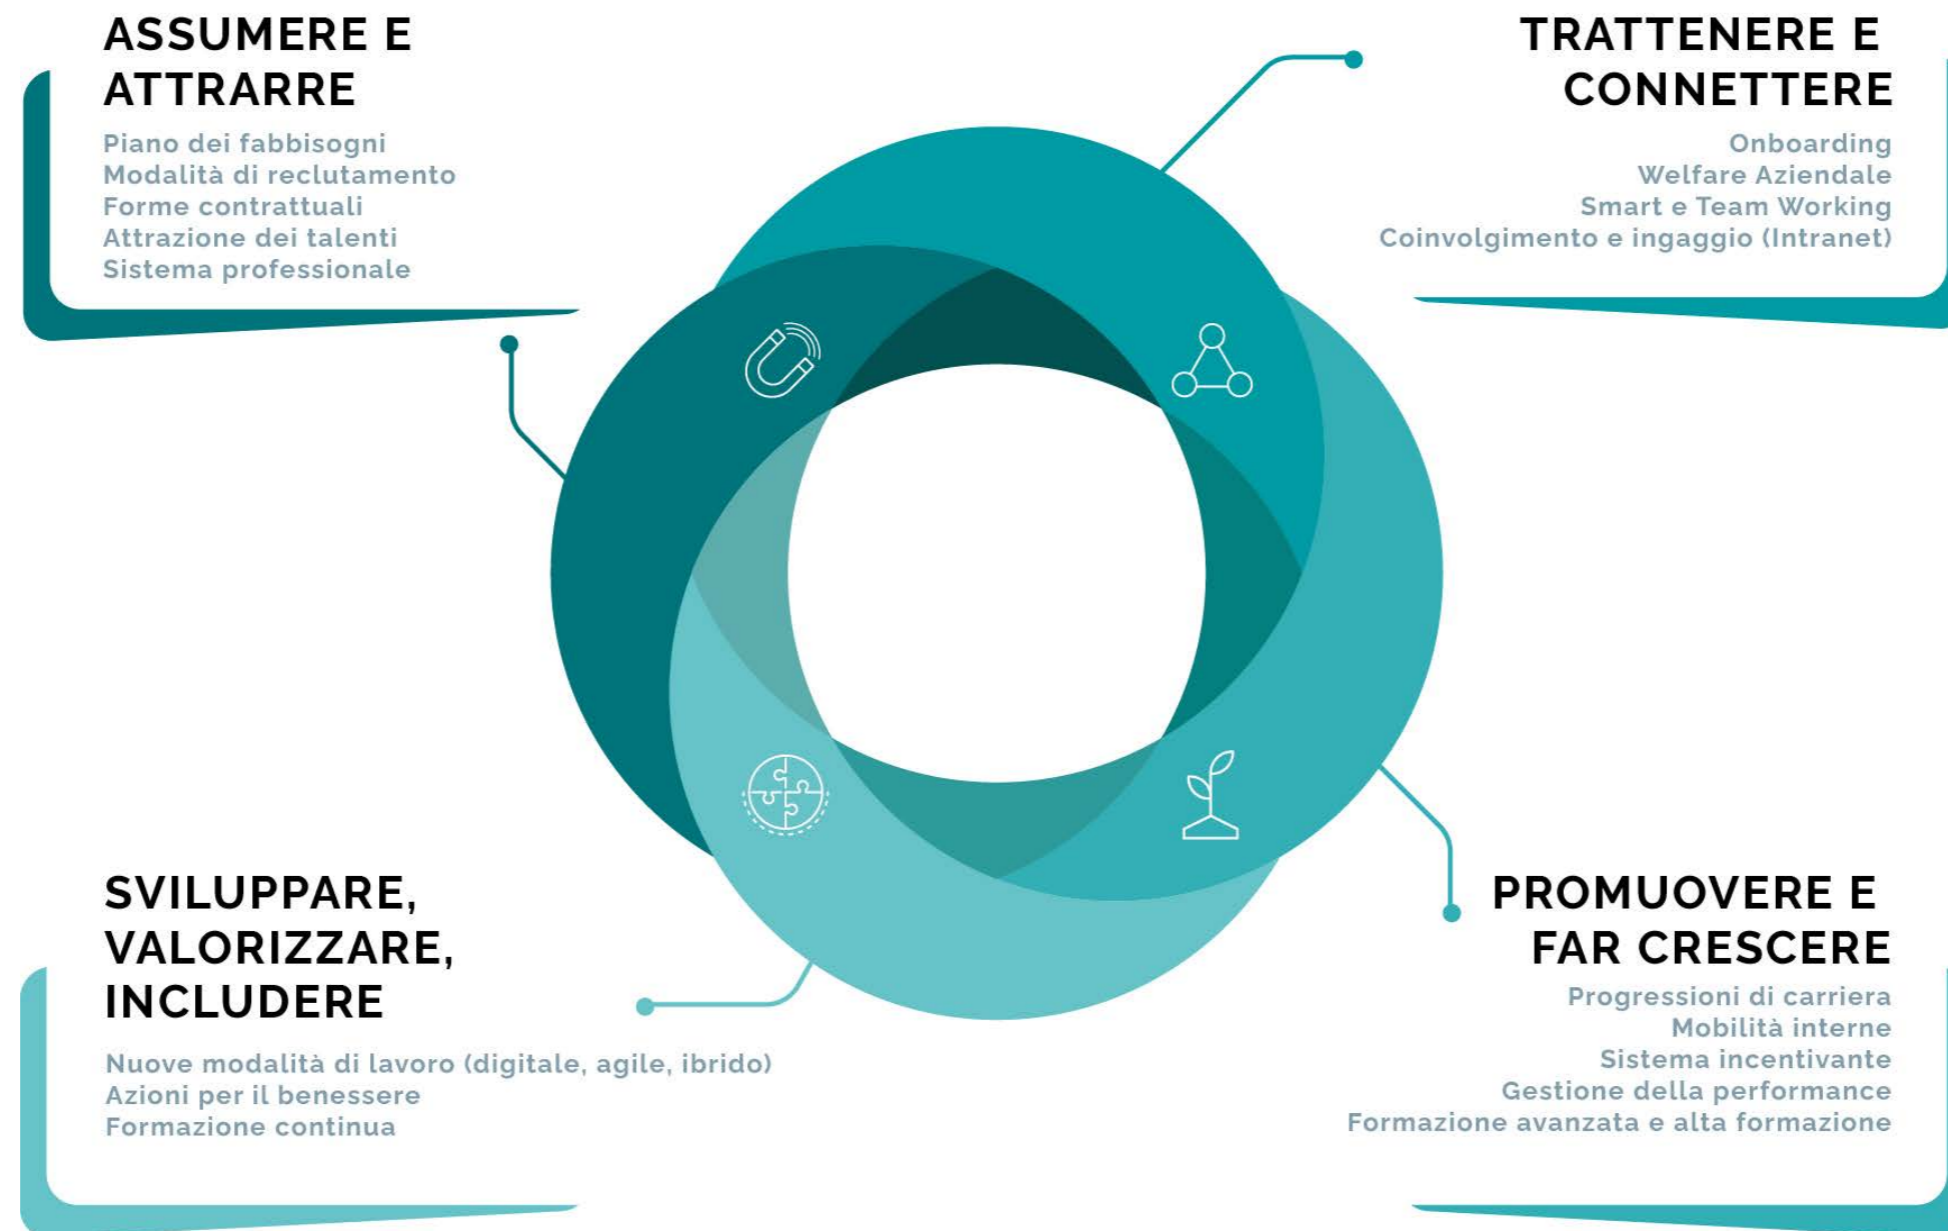 ASSUMERE E
ATTRARRE
Piano dei fabbisogni
Modalità di reclutamento
Forme contrattuali
Attrazione dei talenti
Sistema professionale
TRATTENERE E
CONNETTERE
Onboarding
Welfare Aziendale
Smart e Team Working
Coinvolgimento e ingaggio (Intranet)
SVILUPPARE,
VALORIZZARE,
INCLUDERE
Nuove modalità di lavoro (digitale, agile, ibrido)
Azioni per il benessere
Formazione continua
PROMUOVERE E
FAR CRESCERE
Progressioni di carriera
Mobilità interne
Sistema incentivante
Gestione della performance
Formazione avanzata e alta formazione